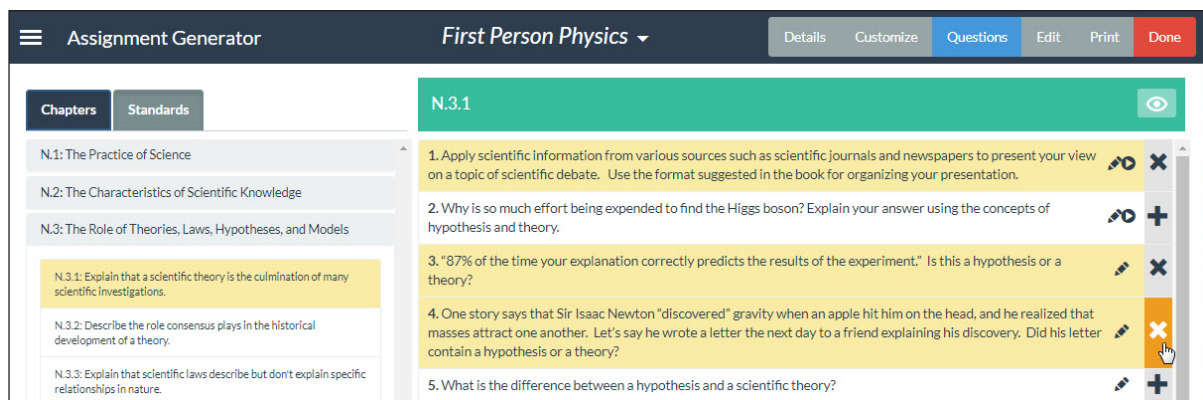 Assignment Generator
First Person Physics
Details
Customize
Questions
Edit
Print
Done
Chapters
Standards
N.1: The Practice of Science
N.2: The Characteristics of Scientific Knowledge
N.3: The Role of Theories, Laws, Hypotheses, and Models
N.3.1: Explain that a scientific theory is the culmination of many
scientific investigations.
N.3.2: Describe the role consensus plays in the historical
development of a theory.
N.3.3: Explain that scientific laws describe but don't explain specific
relationships in nature.
N.3.1
1. Apply scientific information from various sources such as scientific journals and newspapers to present your view
on a topic of scientific debate. Use the format suggested in the book for organizing your presentation.
2. Why is so much effort being expended to find the Higgs boson? Explain your answer using the concepts of
hypothesis and theory.
3. “87% of the time your explanation correctly predicts the results of the experiment.” Is this a hypothesis or a
theory?
4. One story says that Sir Isaac Newton “discovered” gravity when an apple hit him on the head, and he realized that
masses attract one another. Let’s say he wrote a letter the next day to a friend explaining his discovery. Did his letter
contain a hypothesis or a theory?
5. What is the difference between a hypothesis and a scientific theory?